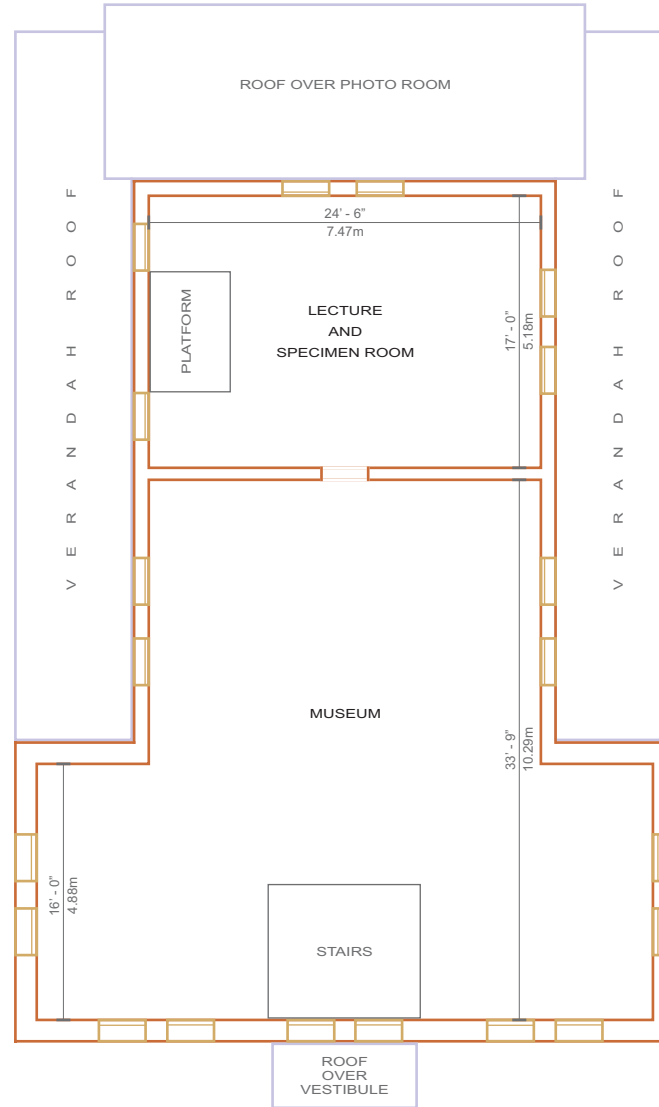 ROOF OVER PHOTO ROOM
24' - 6"
7.47m
VERANDAH ROOF
PLATFORM
LECTURE
AND
SPECIMEN ROOM
17' - 0"
5.18m
VERANDAH ROOF
MUSEUM
33' - 9"
10.29m
16' - 0"
4.88m
STAIRS
ROOF
OVER
VESTIBULE